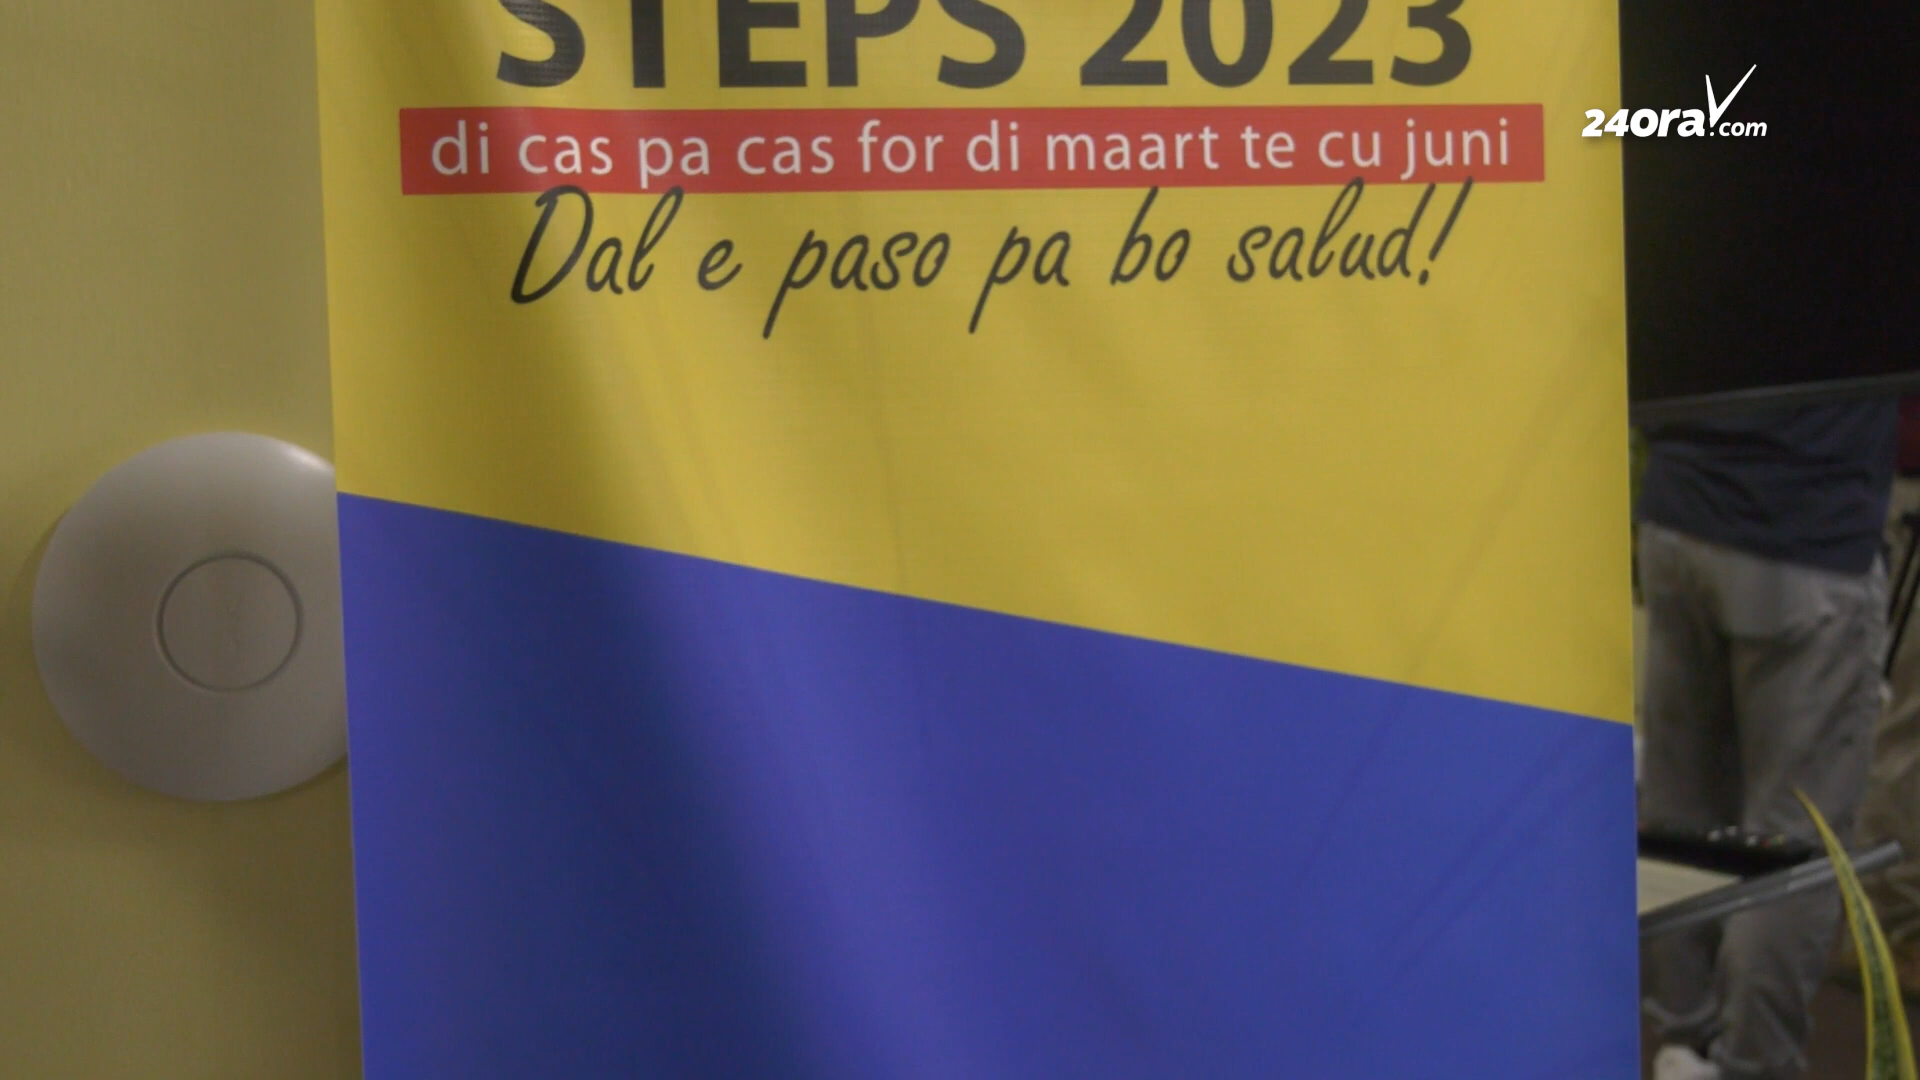 STEPS 2023
24ora.com
di cas pa cas for di maart te cu juni
Dal e paso pa bo salud!